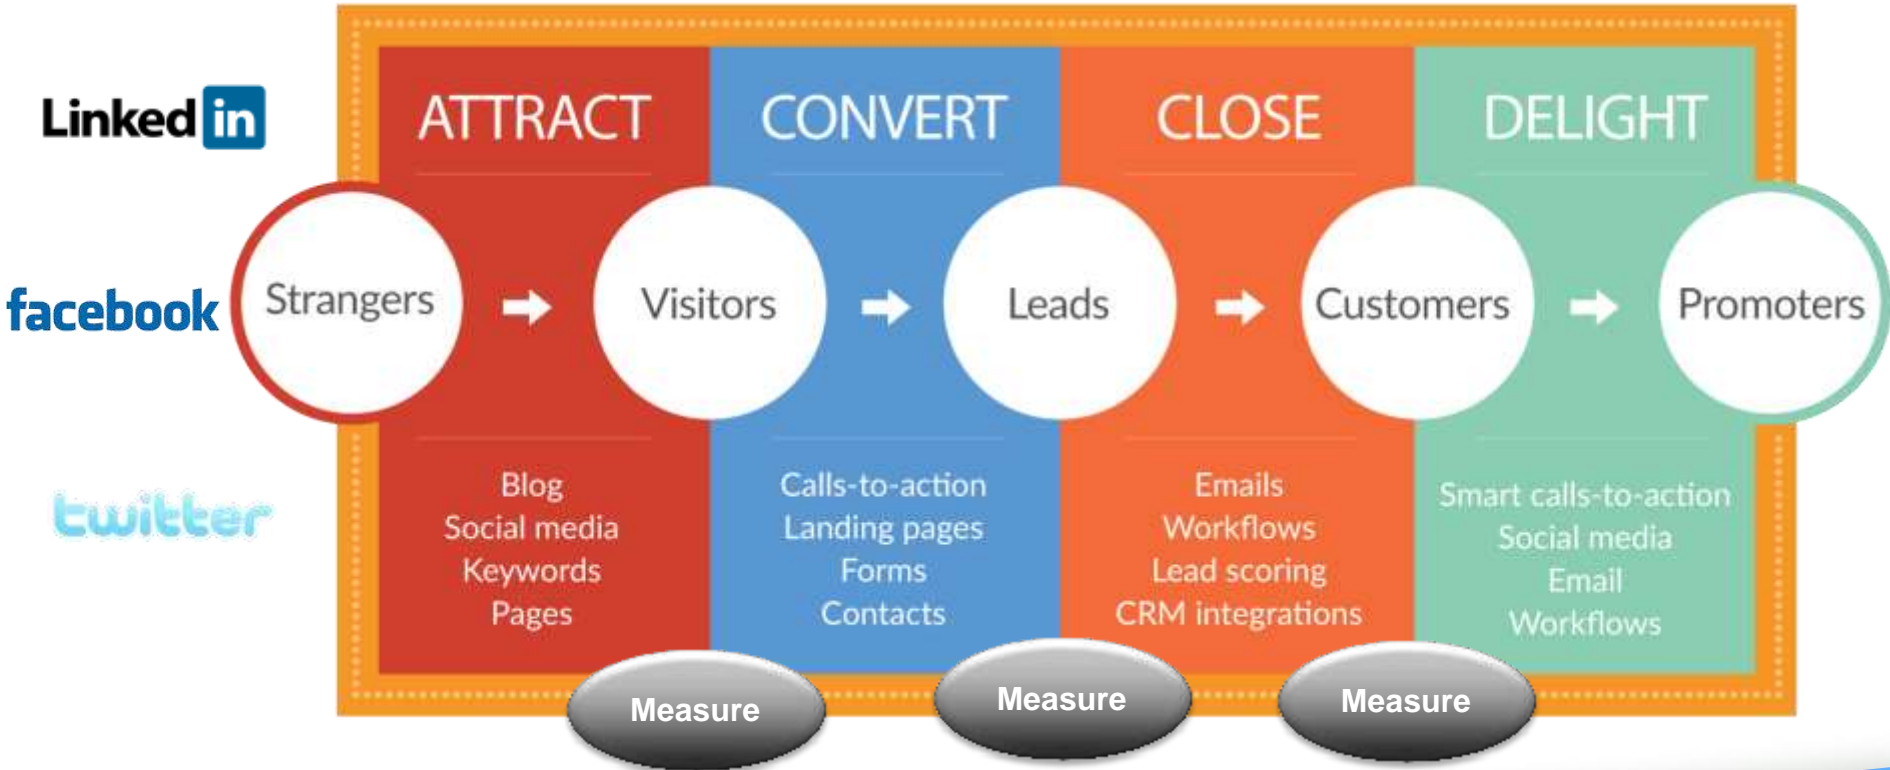 Linked in
facebook
twitter
ATTRACT
CONVERT
CLOSE
DELIGHT
Strangers
Visitors
Leads
Customers
Promoters
Blog
Social media
Keywords
Pages
Calls-to-action
Landing pages
Forms
Contacts
Emails
Workflows
Lead scoring
CRM integrations
Smart calls-to-action
Social media
Email
Workflows
Measure
Measure
Measure